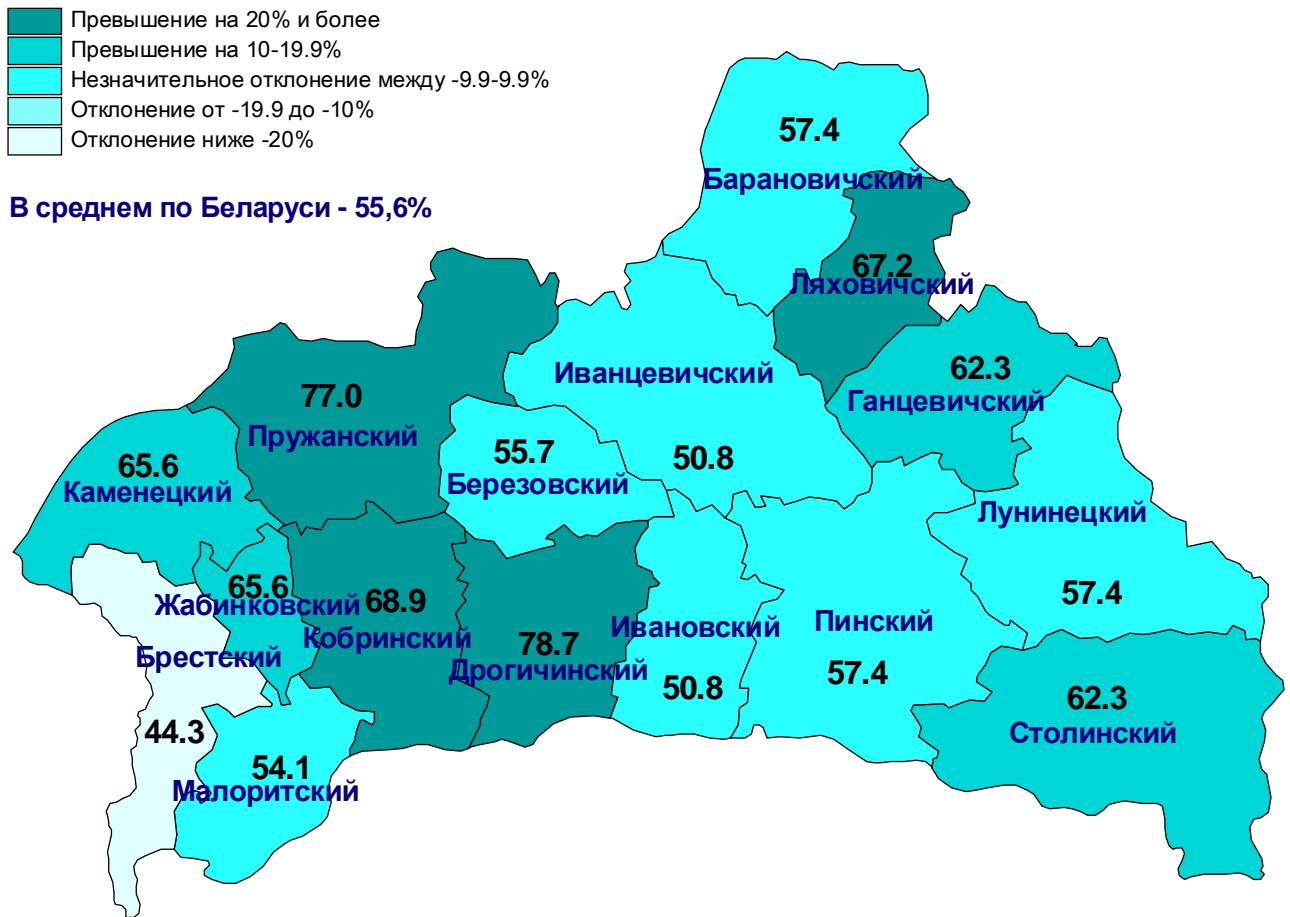 Превышение на 20% и более
Превышение на 10-19.9%
Незначительное отклонение между -9.9-9.9%
Отклонение от -19.9 до -10%
Отклонение ниже -20%
В среднем по Беларуси - 55,6%
57.4
Барановичский
67.2
Ляховичский
Иванцевичский
50.8
62.3
Ганцевичский
77.0
Пружанский
55.7
Березовский
65.6
Каменецкий
Лунинецкий
57.4
65.6
Жабинковский
68.9
Кобринский
78.7
Дрогичинский
Ивановский
50.8
Пинский
57.4
Брестский
44.3
54.1
Малоритский
62.3
Столинский